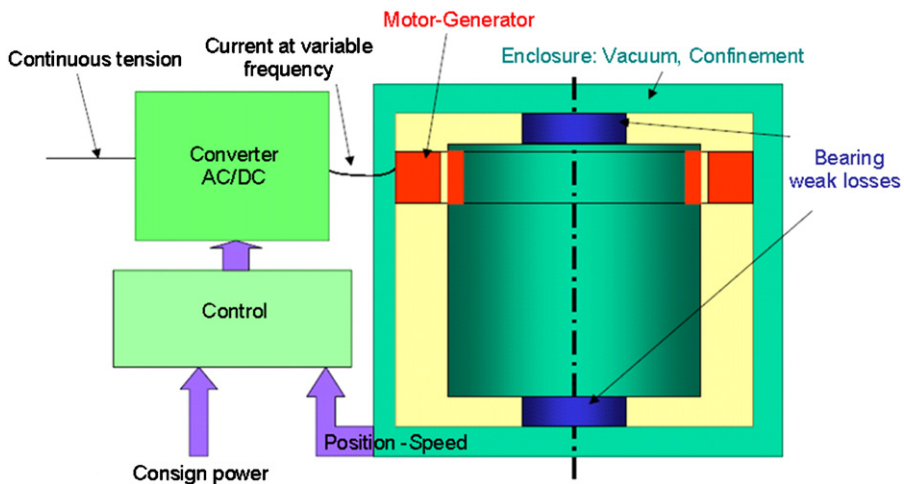 Motor-Generator
Continuous tension
Current at variable
frequency
Enclosure: Vacuum, Confinement
Converter
AC/DC
Bearing
weak losses
Control
Position -Speed
Consign power